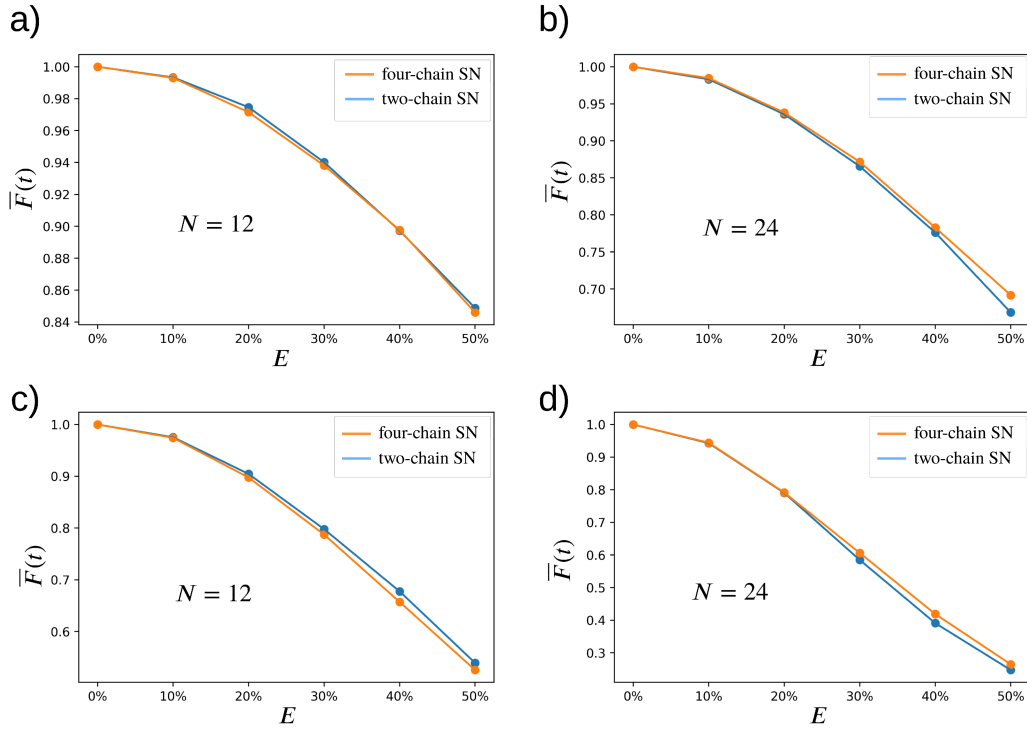 a)
1.00
0.98
0.96
0.94
0.92
0.90
0.88
0.86
0.84
F̅(t)
four-chain SN
two-chain SN
N = 12
0% 10% 20% 30% 40% 50%
E
b)
1.00
0.95
0.90
0.85
0.80
0.75
0.70
F̅(t)
four-chain SN
two-chain SN
N = 24
0% 10% 20% 30% 40% 50%
E
c)
1.0
0.9
0.8
0.7
0.6
F̅(t)
four-chain SN
two-chain SN
N = 12
0% 10% 20% 30% 40% 50%
E
d)
1.0
0.9
0.8
0.7
0.6
0.5
0.4
0.3
F̅(t)
four-chain SN
two-chain SN
N = 24
0% 10% 20% 30% 40% 50%
E